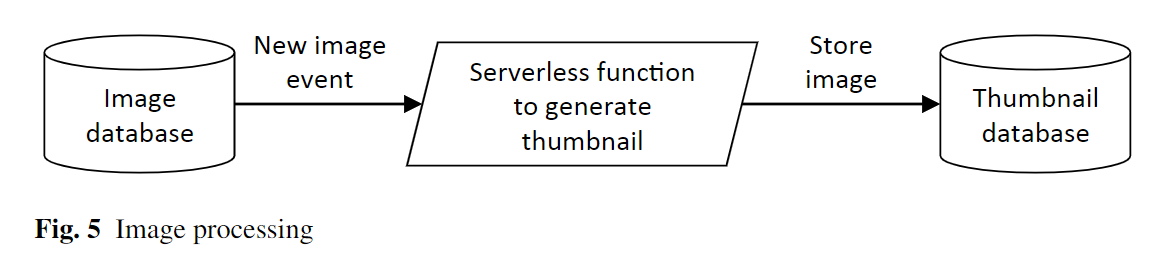 Image
database
New image
event
Serverless function
to generate
thumbnail
Store
image
Thumbnail
database
Fig. 5 Image processing